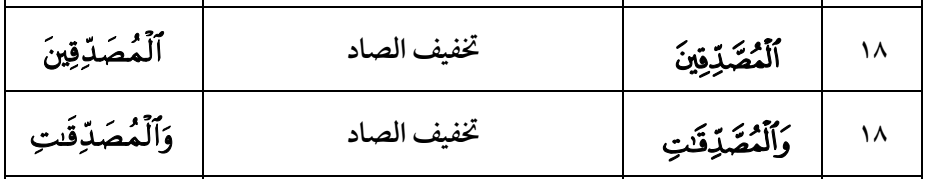 ١٨ ٱلۡمُصَّدِّقِينَ تخفيف الصاد ٱلۡمُصَدِّقِينَ
١٨ وَٱلۡمُصَّدِّقَٰتِ تخفيف الصاد وَٱلۡمُصَدِّقَٰتِ